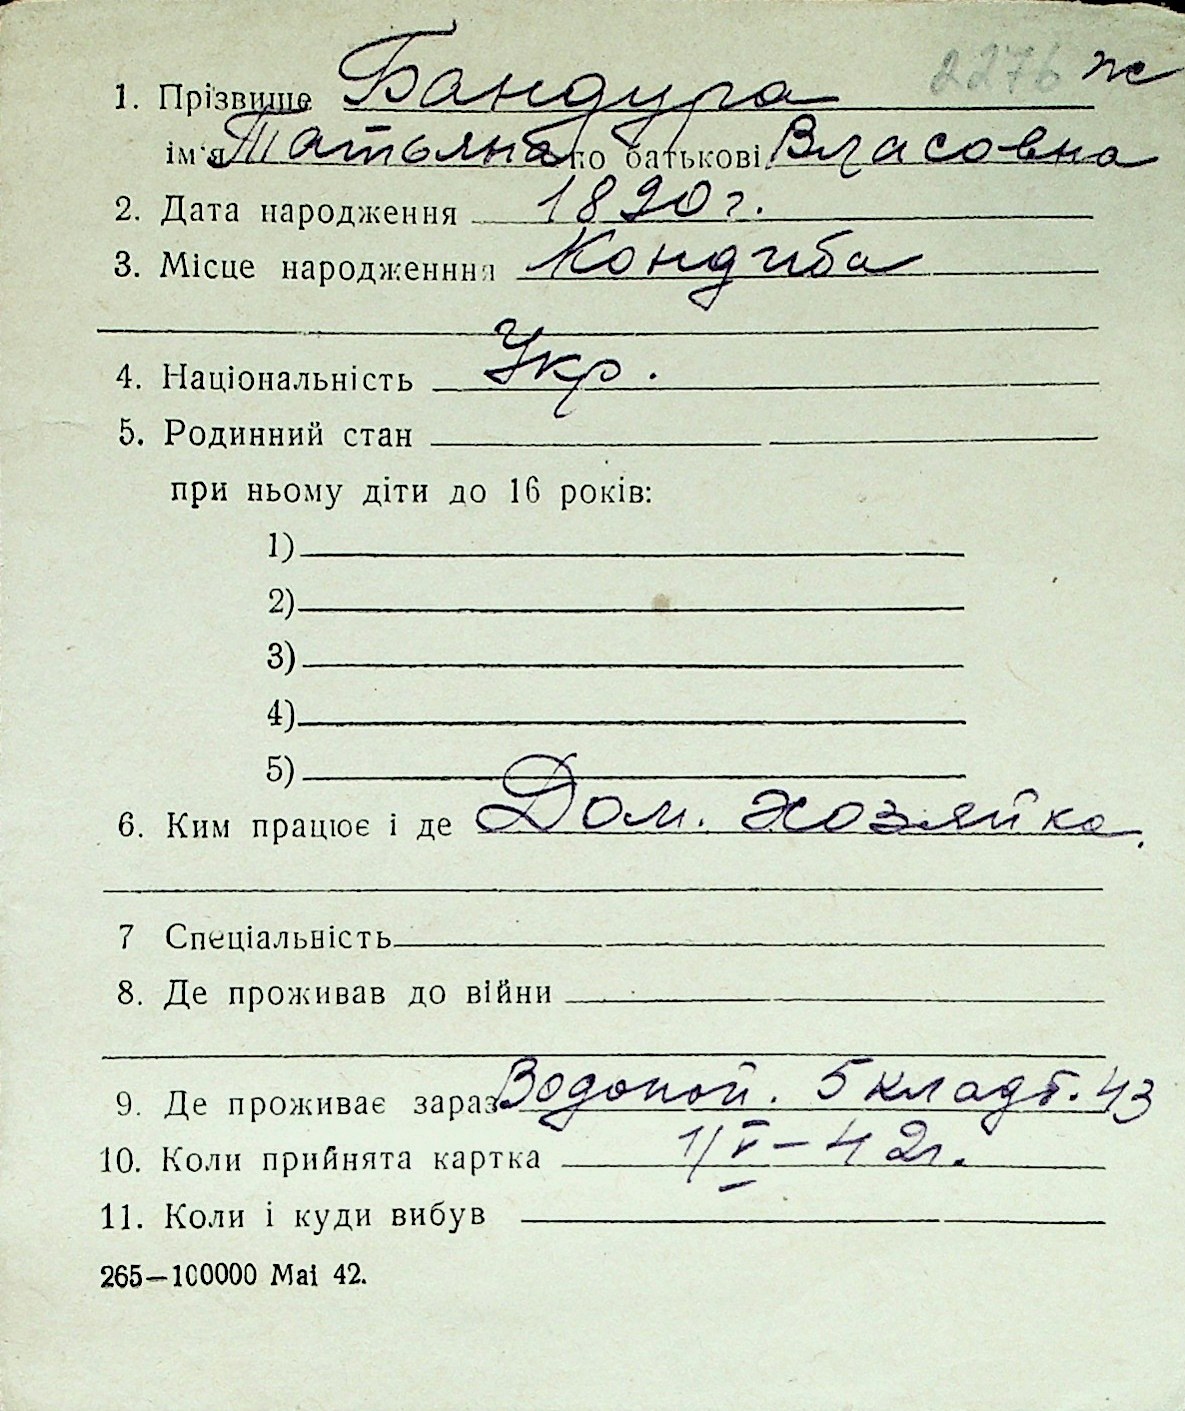 2276 ж
1. Прізвище Бандура
ім'я Татьяна по батькові Власовна
2. Дата народження 1890 г.
3. Місце народженння Кондиба
4. Національність Укр.
5. Родинний стан
при ньому діти до 16 років:
1)
2)
3)
4)
5)
6. Ким працює і де Дом. хозяйка.
7 Спеціальність
8. Де проживав до війни
9. Де проживає зараз Водопой. 5 кладб. 43
10. Коли прийнята картка 1/V – 42г.
11. Коли і куди вибув
265—100000 Mai 42.